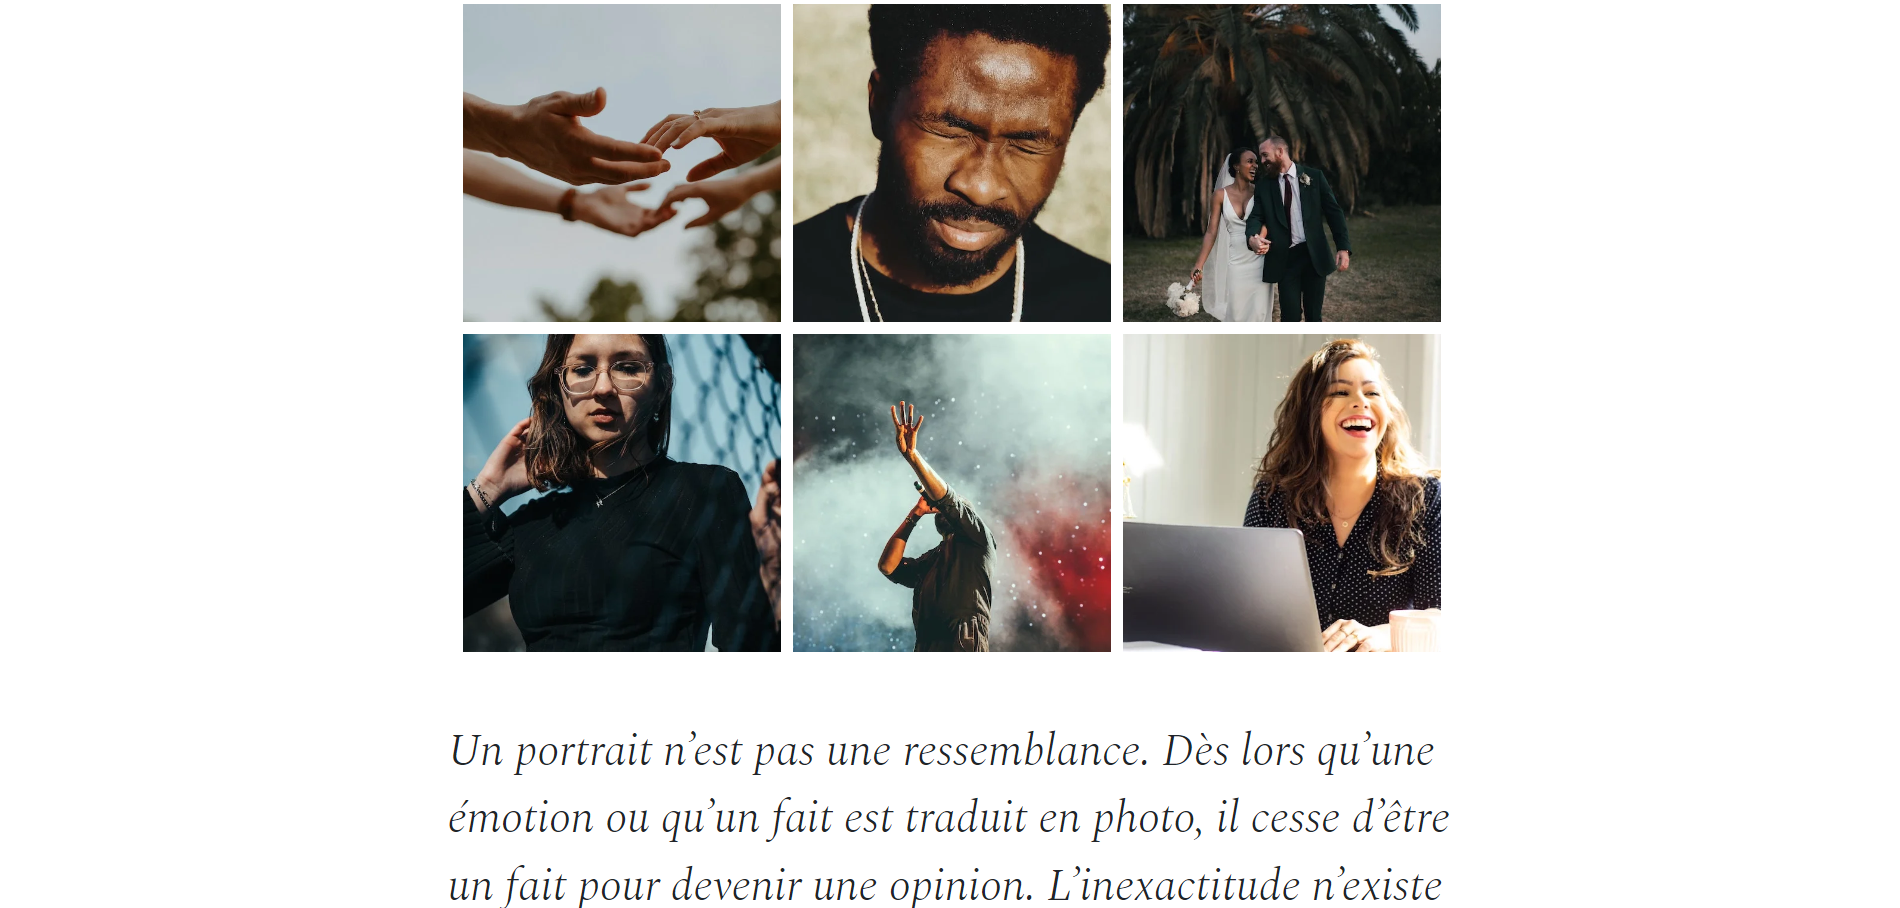 Un portrait n’est pas une ressemblance. Dès lors qu’une
émotion ou qu’un fait est traduit en photo, il cesse d’être
un fait pour devenir une opinion. L’inexactitude n’existe